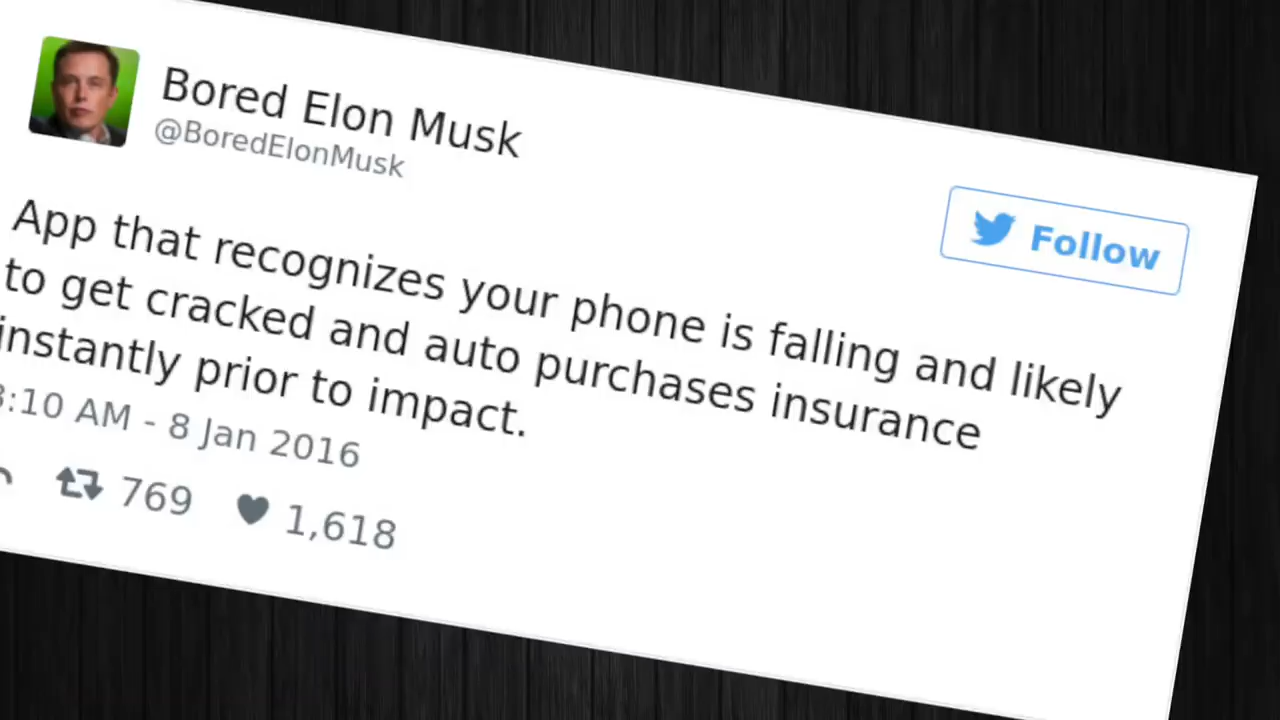 Bored Elon Musk
@BoredElonMusk
Follow
App that recognizes your phone is falling and likely
to get cracked and auto purchases insurance
instantly prior to impact.
:10 AM - 8 Jan 2016
769 1,618